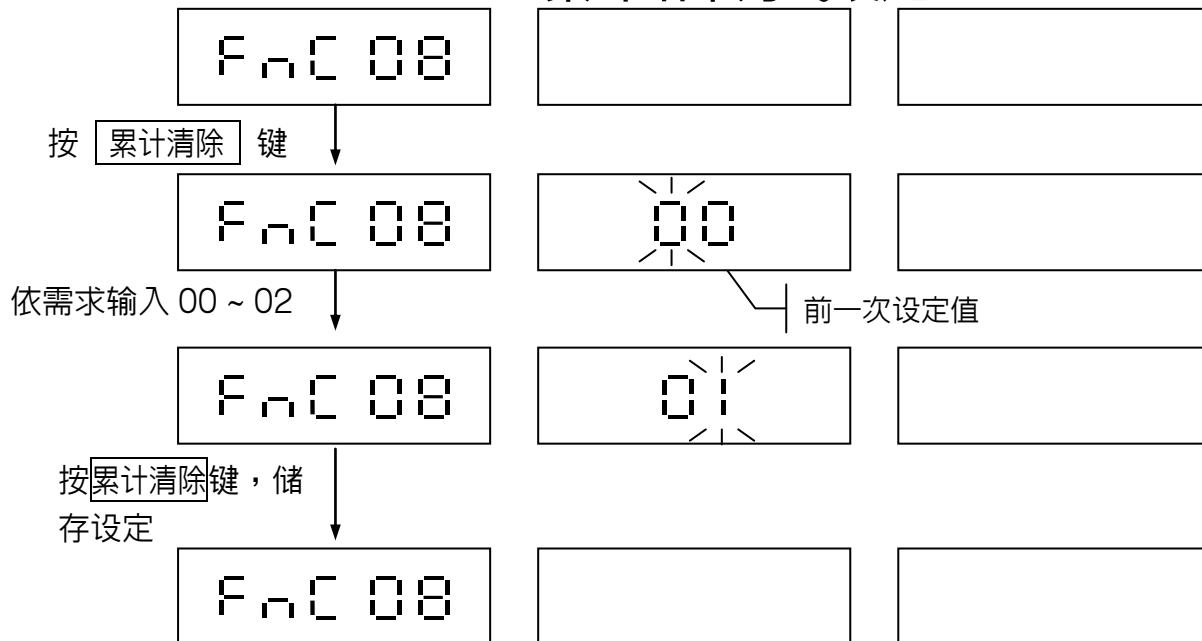 FnC 08
按 累计清除 键
FnC 08 00
依需求输入 00 ~ 02
前一次设定值
FnC 08 01
按累计清除键，储
存设定
FnC 08